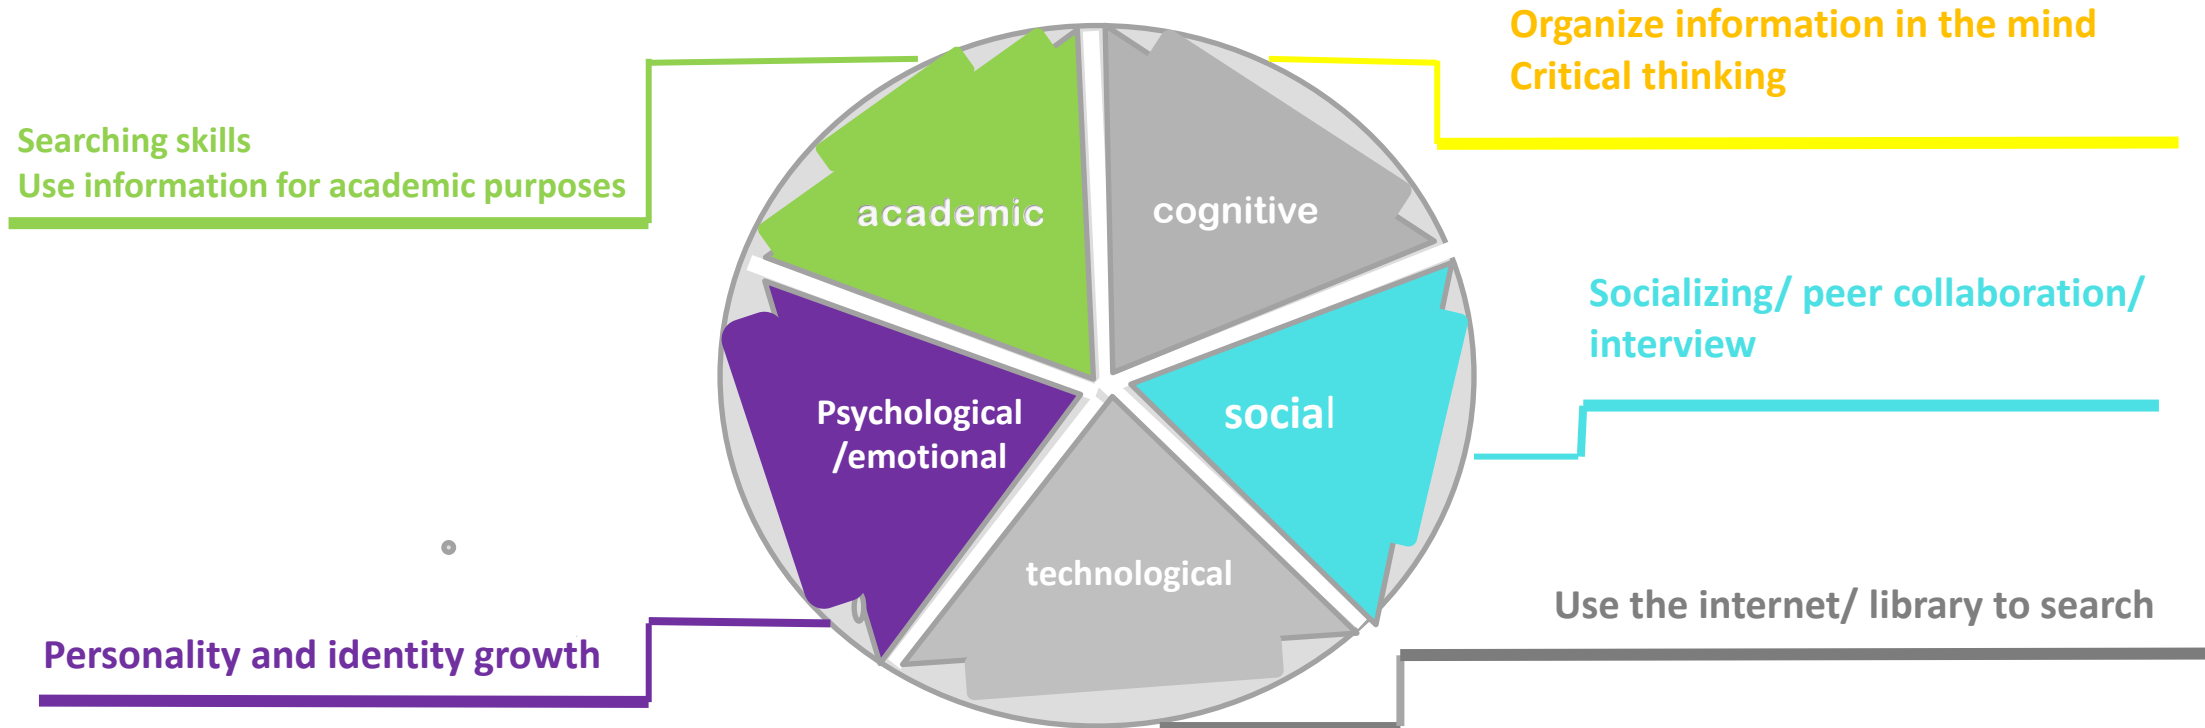 Organize information in the mind
Critical thinking
Searching skills
Use information for academic purposes
academic
cognitive
Socializing/ peer collaboration/
interview
Psychological
/emotional
social
technological
Use the internet/ library to search
Personality and identity growth